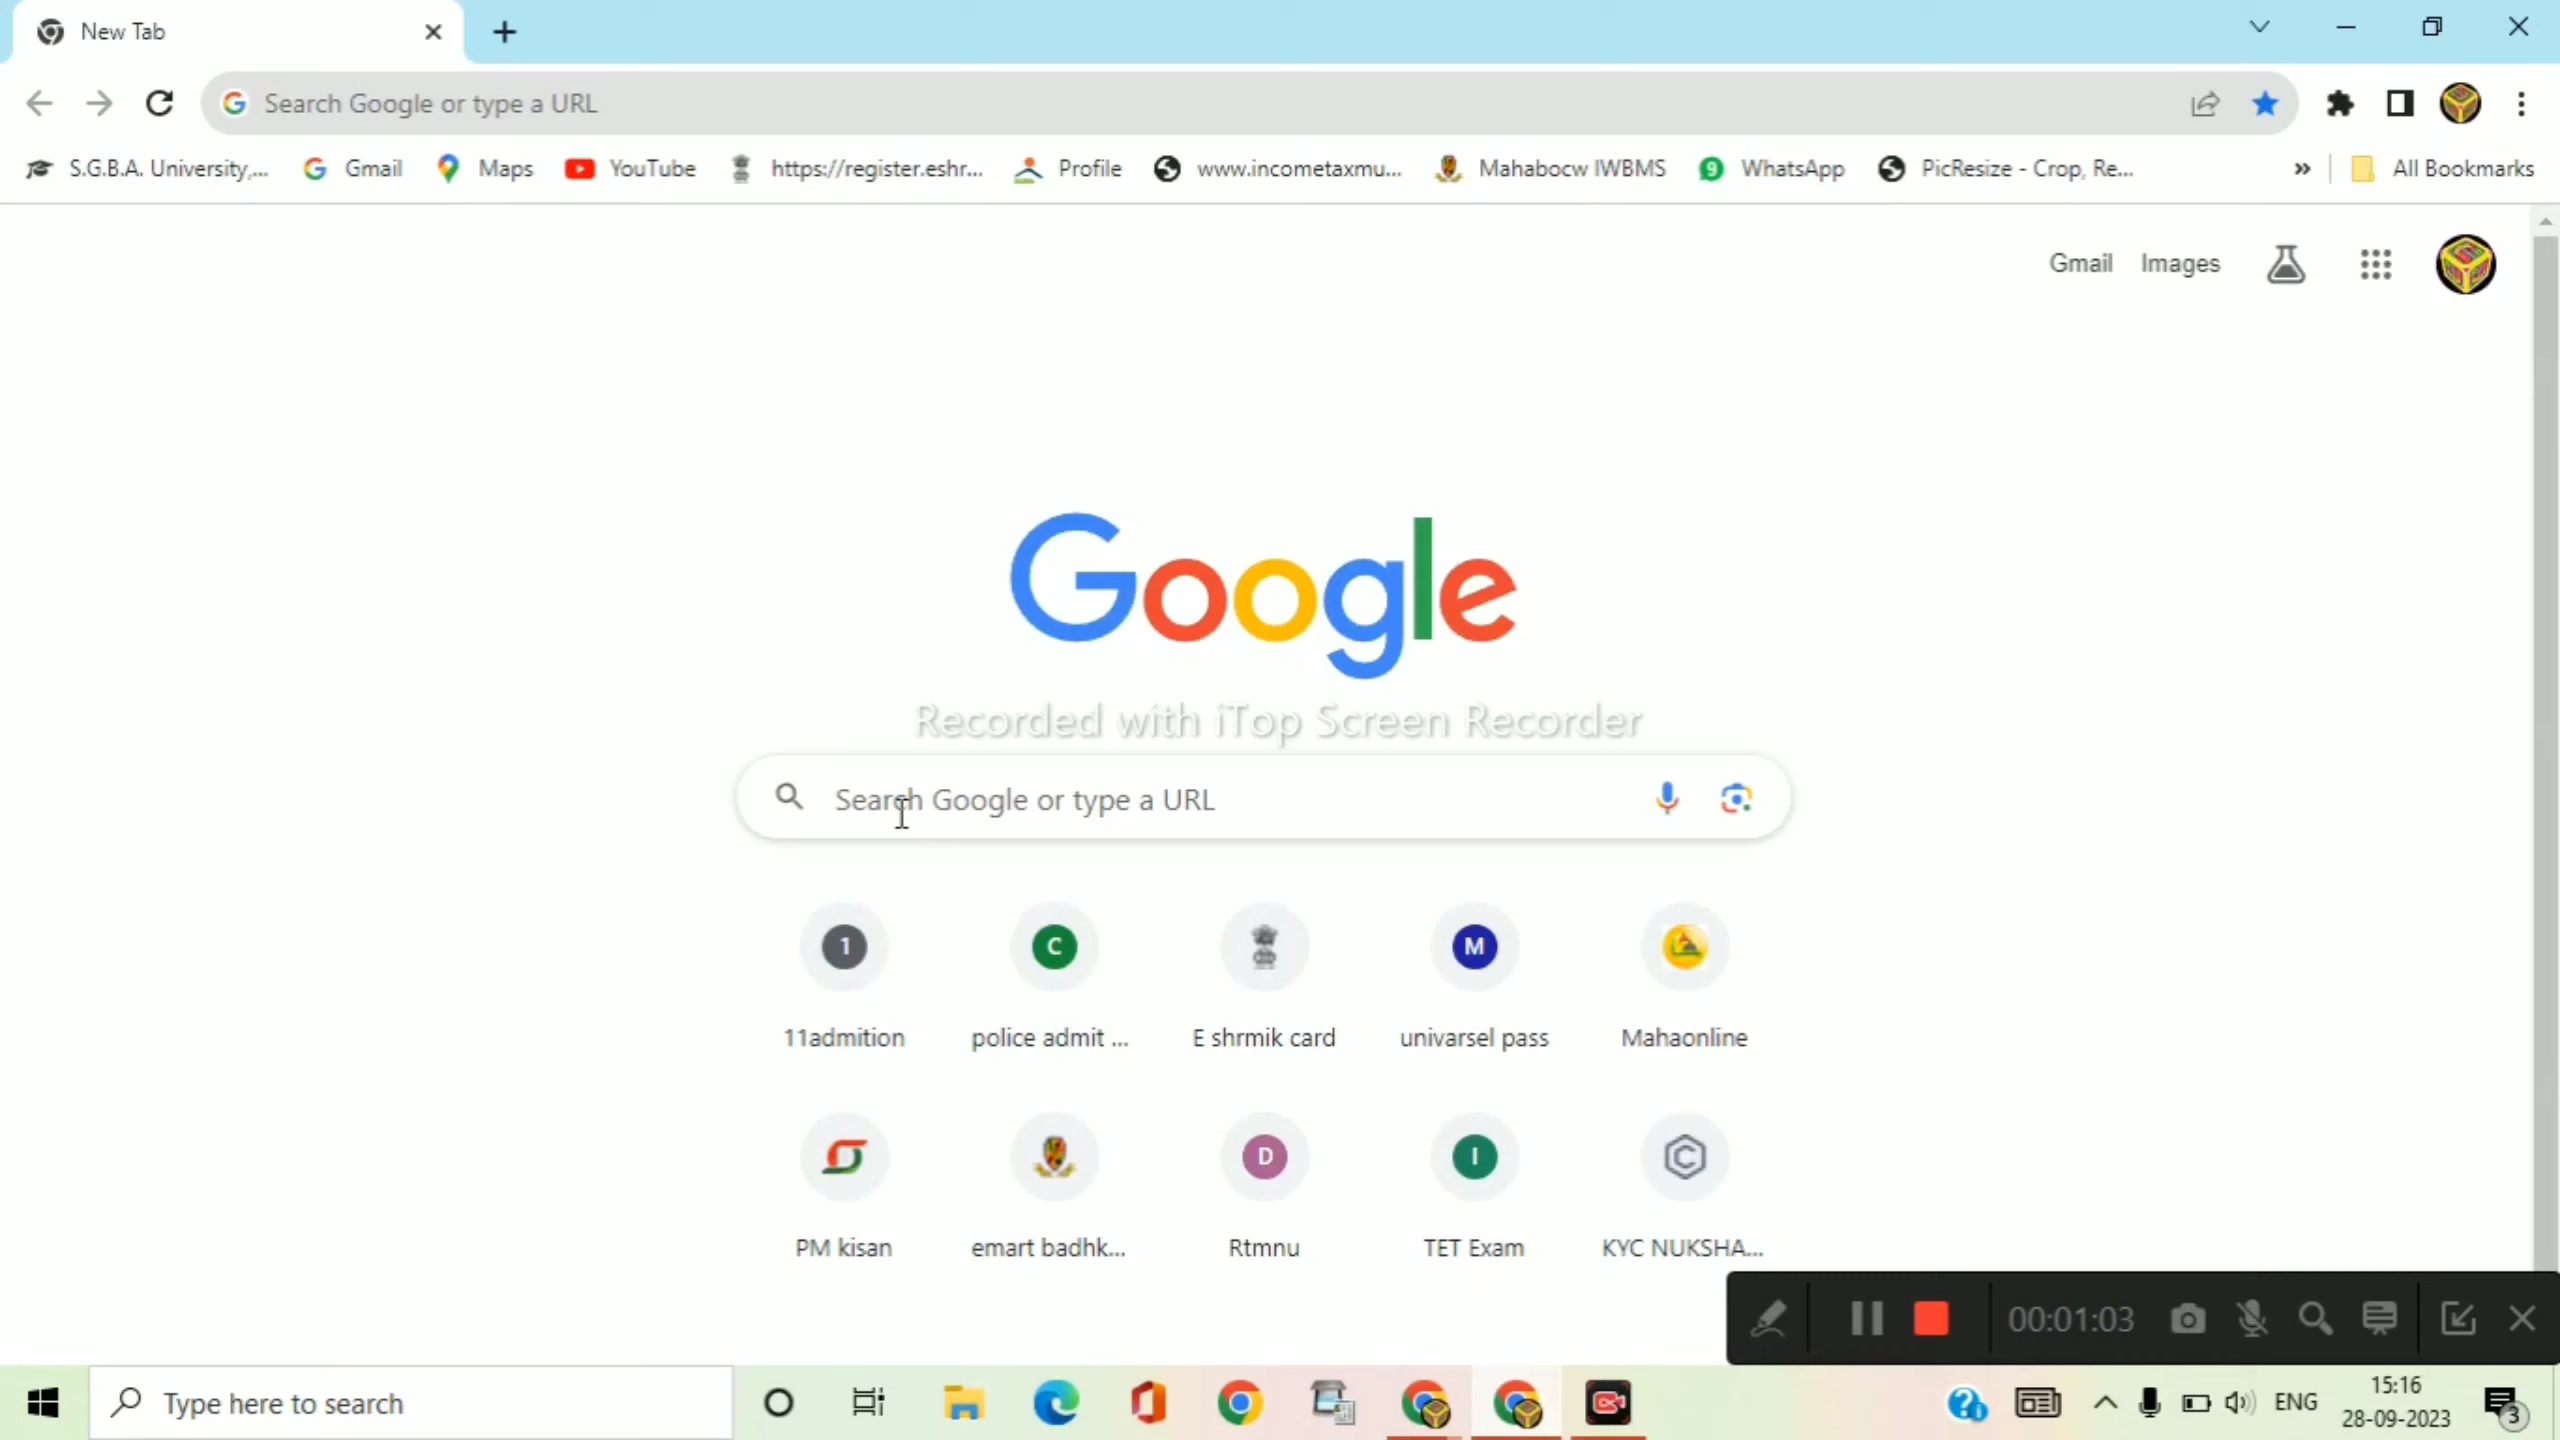 New Tab
Search Google or type a URL
S.G.B.A. University,...
Gmail
Maps
YouTube
https://register.eshr...
Profile
www.incometaxmu...
Mahabocw IWBMS
9
WhatsApp
PicResize - Crop, Re...
»
All Bookmarks
Gmail
Images
Google
Recorded with iTop Screen Recorder
Search Google or type a URL
1
C
M
11admition
police admit ...
E shrmik card
univarsel pass
Mahaonline
D
I
C
PM kisan
emart badhk...
Rtmnu
TET Exam
KYC NUKSHA...
00:01:03
Type here to search
ENG
15:16
28-09-2023
3